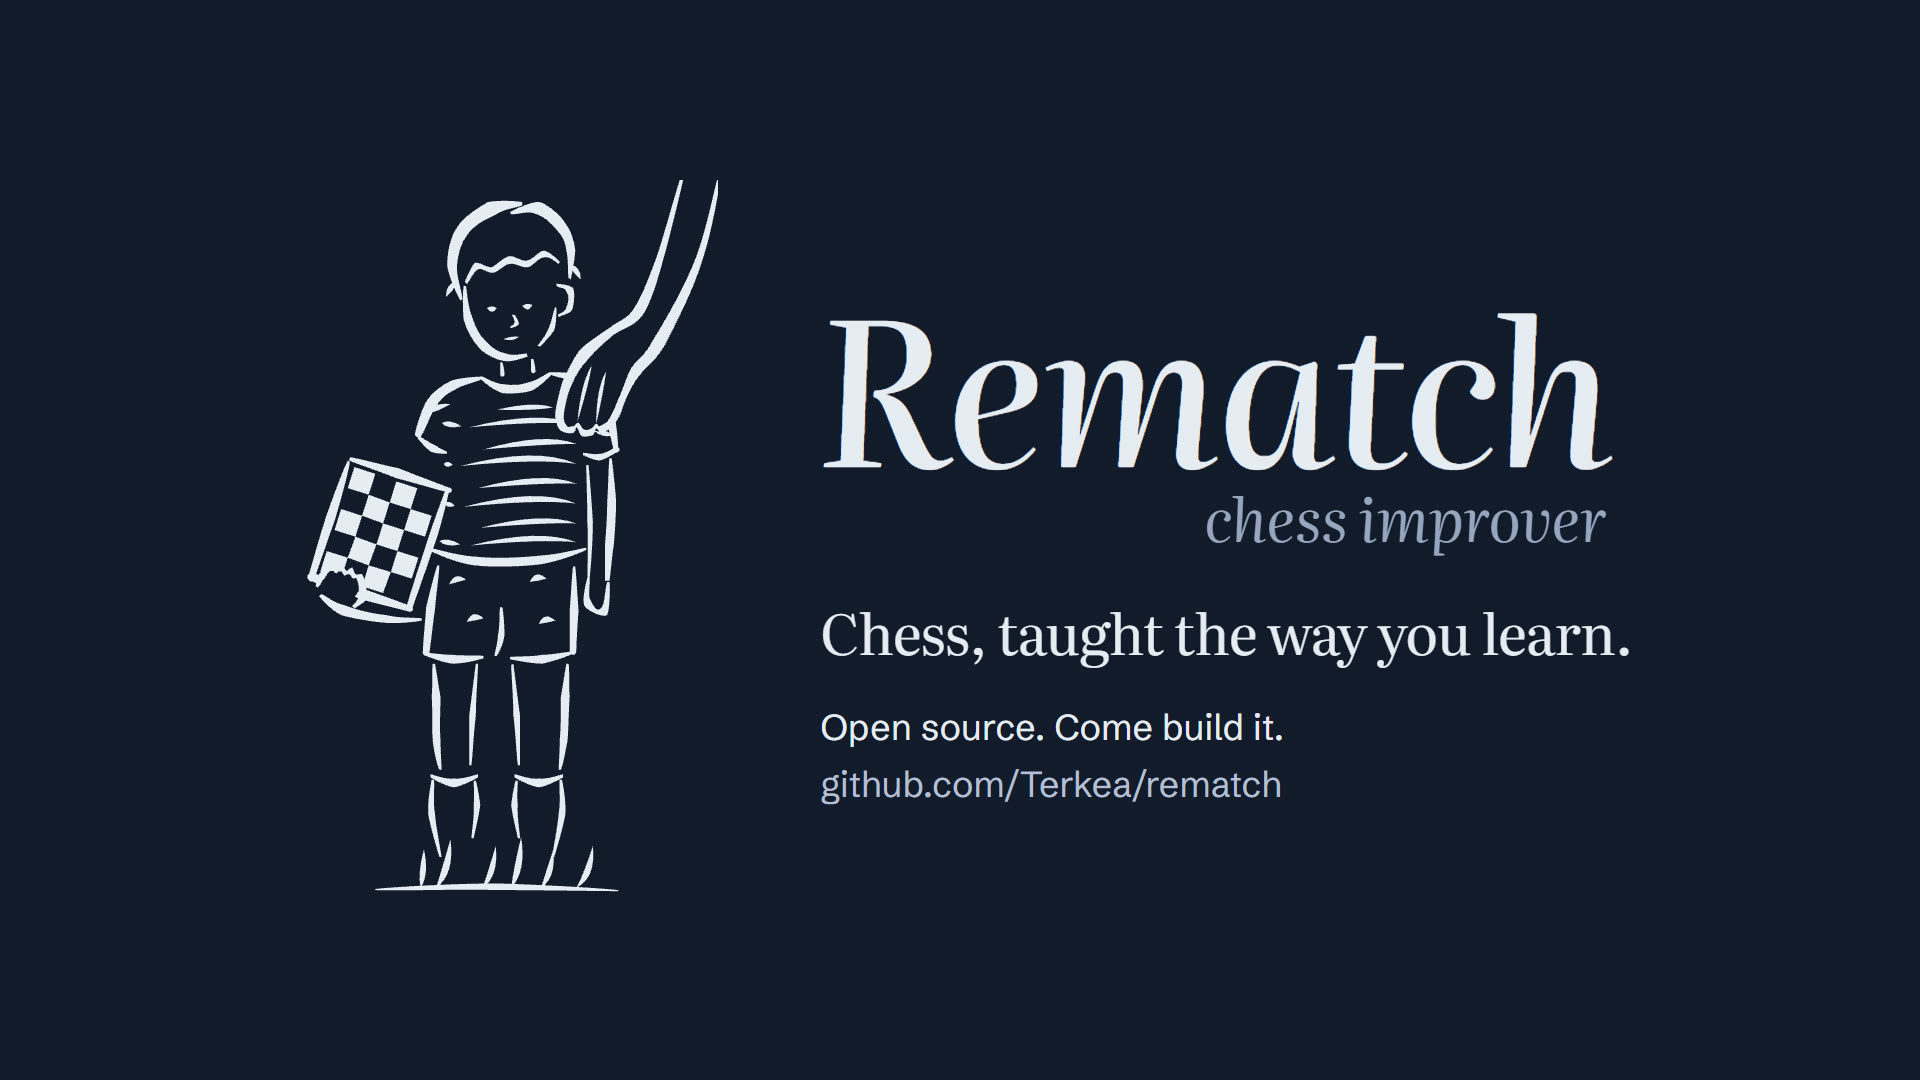 Rematch
chess improver
Chess, taught the way you learn.
Open source. Come build it.
github.com/Terkea/rematch